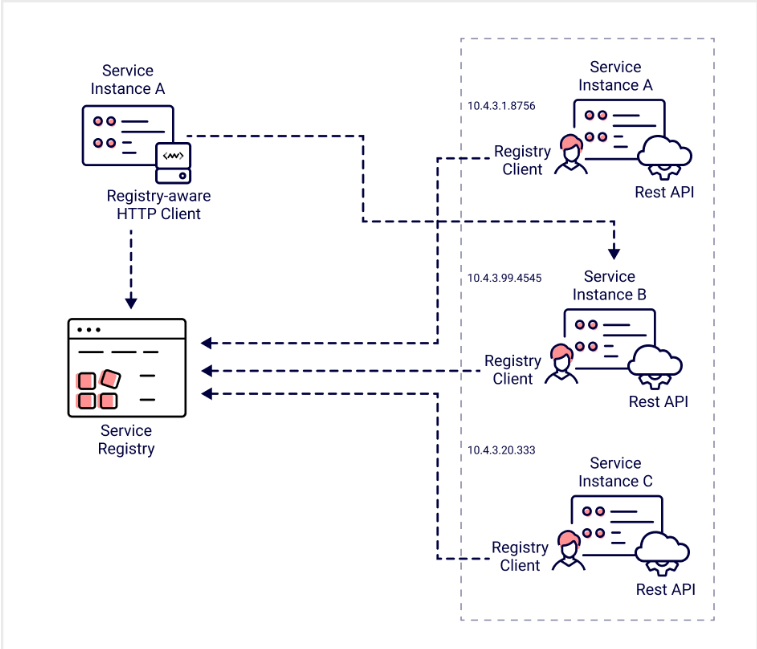 Service
Instance A
Registry-aware
HTTP Client
Service
Registry
10.4.3.1.8756
Service
Instance A
Registry
Client
Rest API
10.4.3.99.4545
Service
Instance B
Registry
Client
Rest API
10.4.3.20.333
Service
Instance C
Registry
Client
Rest API